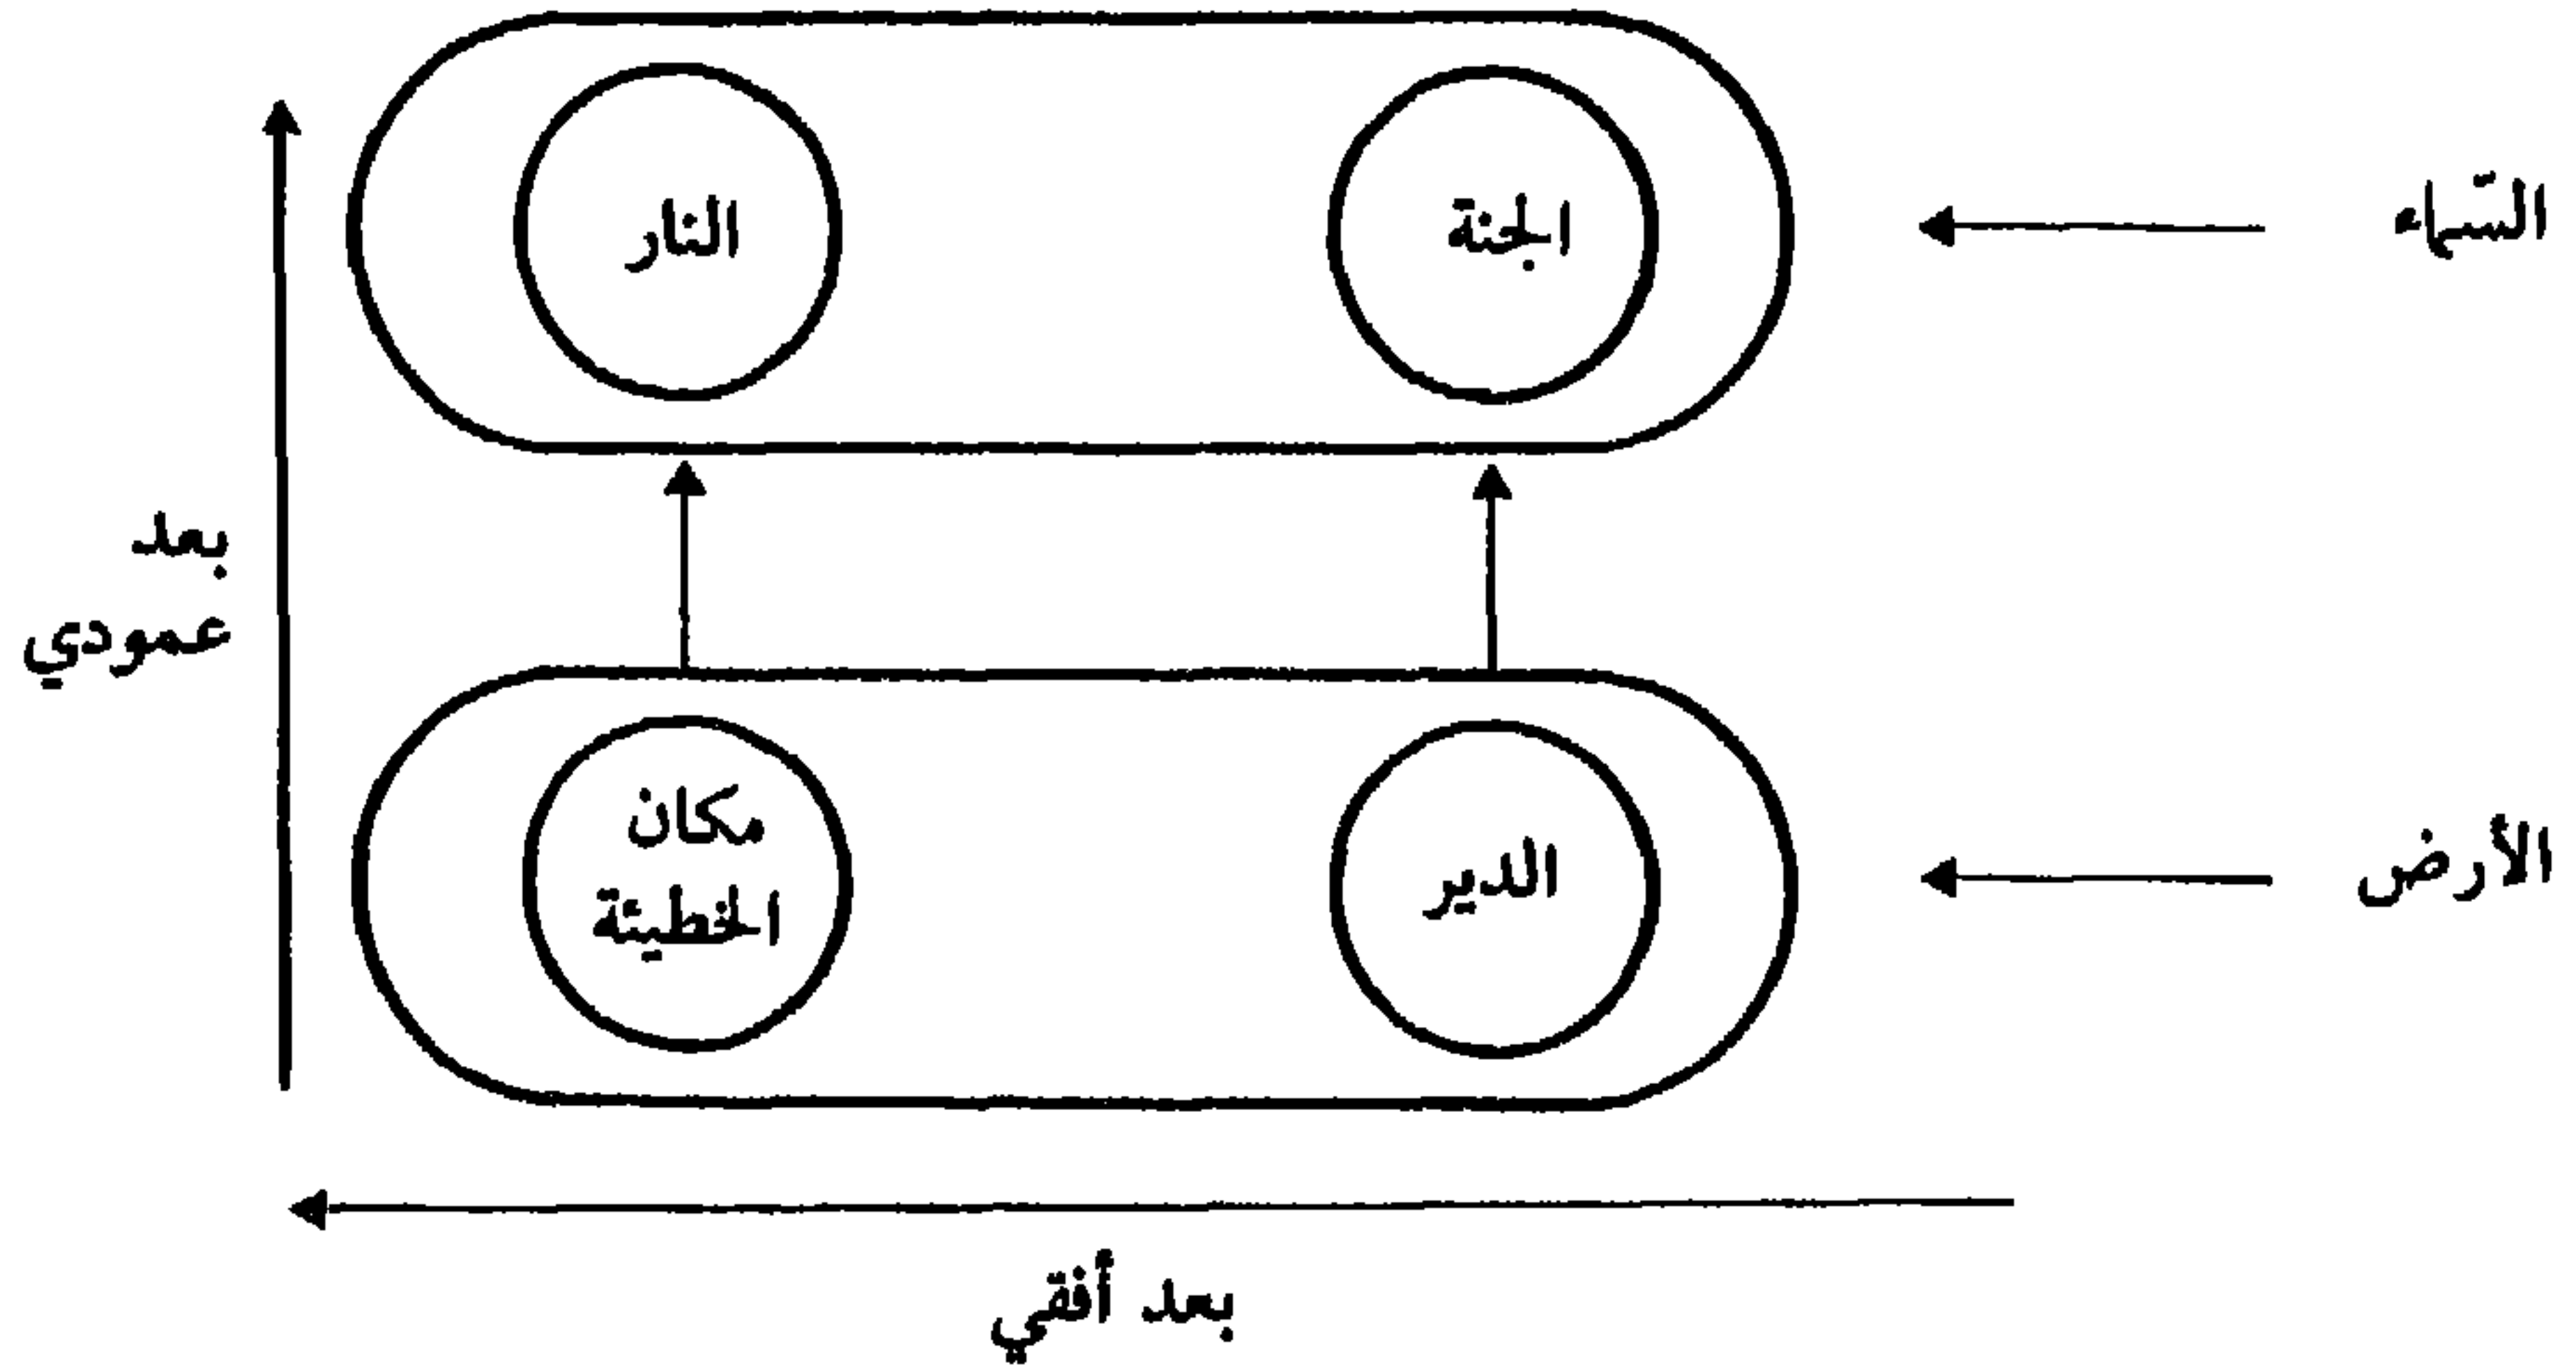 السّماء
الجنة
النار
بعد
عمودي
الأرض
الدير
مكان
الخطيئة
بعد أفقي